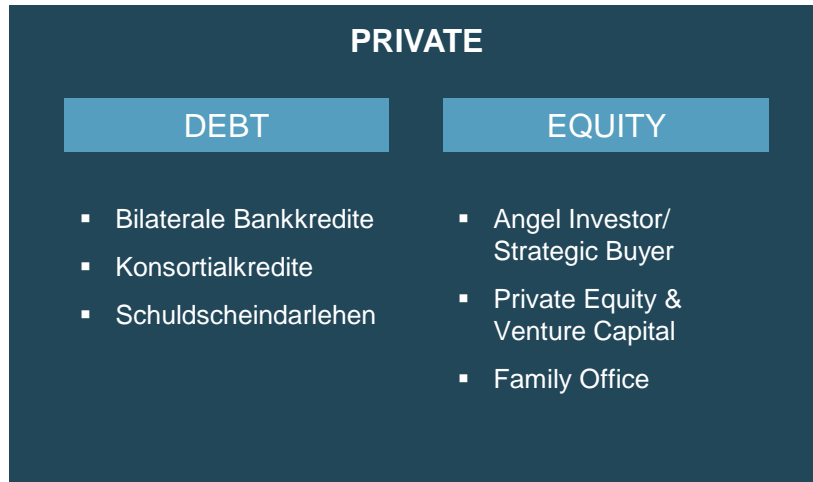 PRIVATE
DEBT
▪ Bilaterale Bankkredite
▪ Konsortialkredite
▪ Schuldscheindarlehen
EQUITY
▪ Angel Investor/
Strategic Buyer
▪ Private Equity &
Venture Capital
▪ Family Office